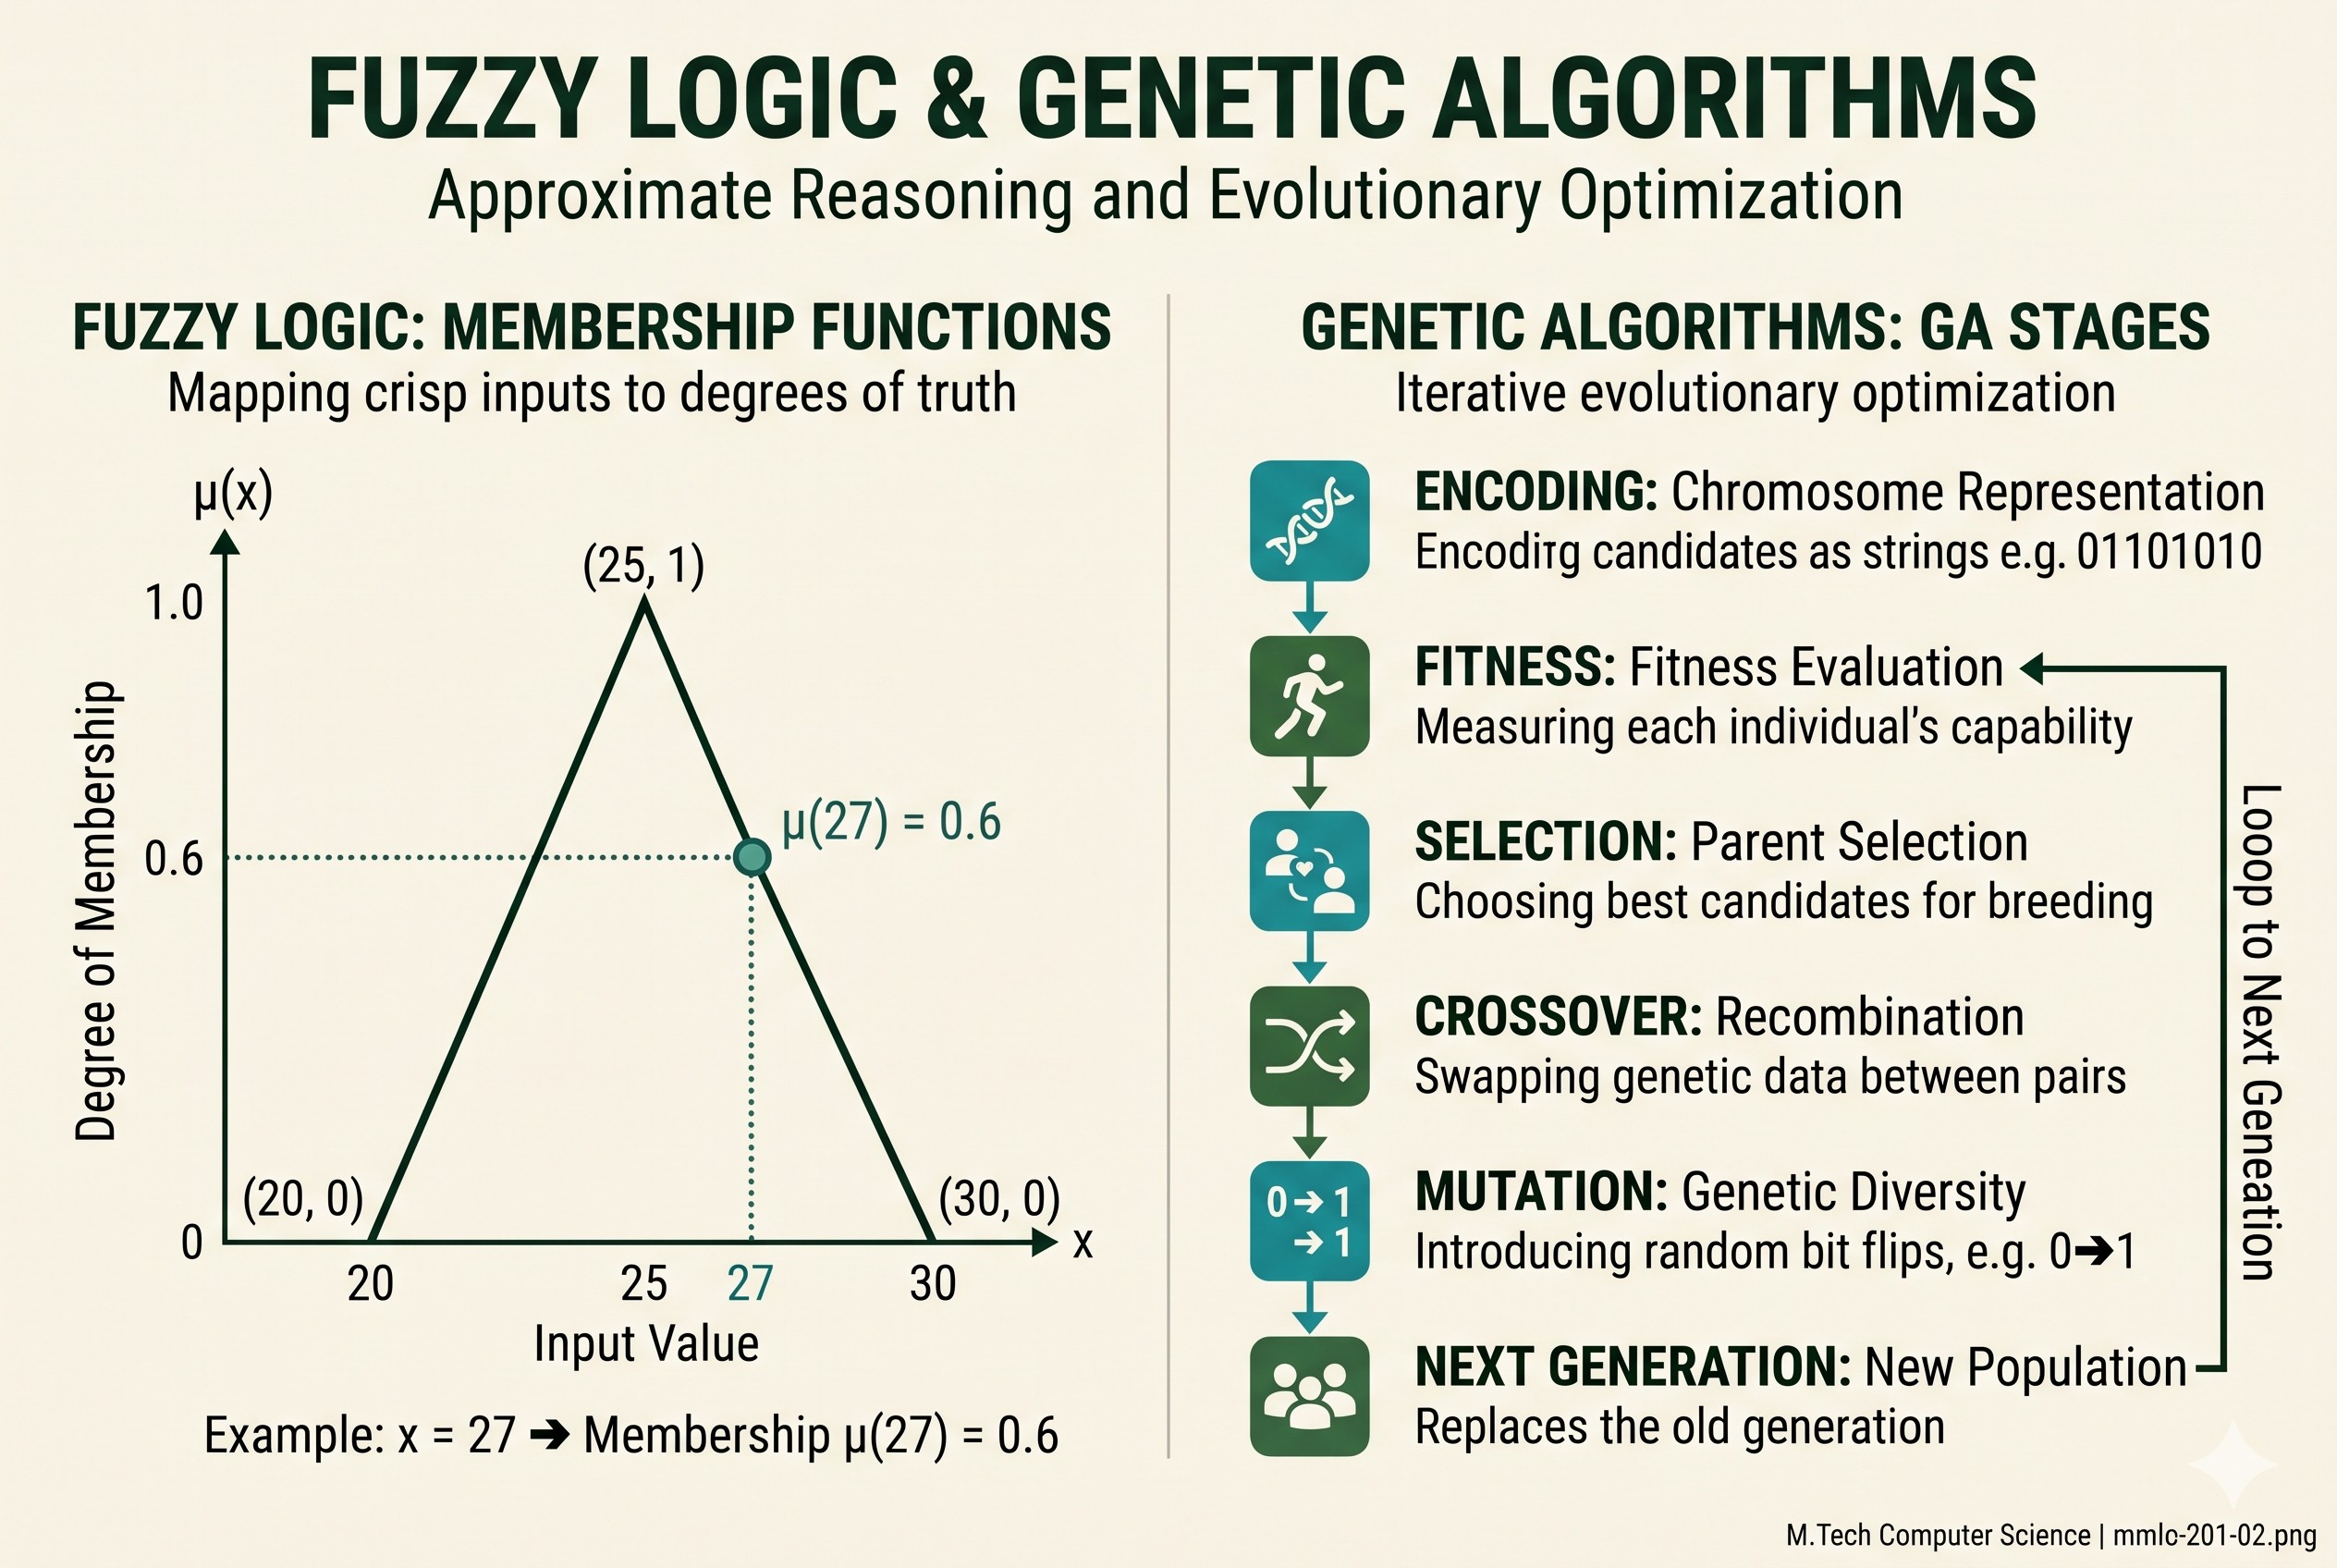 FUZZY LOGIC & GENETIC ALGORITHMS
Approximate Reasoning and Evolutionary Optimization
FUZZY LOGIC: MEMBERSHIP FUNCTIONS
Mapping crisp inputs to degrees of truth
μ(x)
(25, 1)
1.0
μ(27) = 0.6
0.6
Degree of Membership
(20, 0)
(30, 0)
0
x
20
25
27
30
Input Value
Example: x = 27 ➔ Membership μ(27) = 0.6
GENETIC ALGORITHMS: GA STAGES
Iterative evolutionary optimization
ENCODING: Chromosome Representation
candidates as strings e.g. 01101010
FITNESS: Fitness Evaluation
Measuring each individual's capability
SELECTION: Parent Selection
Choosing best candidates for breeding
CROSSOVER: Recombination
Swapping genetic data between pairs
0➔1
➔1
MUTATION: Genetic Diversity
Introducing random bit flips, e.g. 0➔1
NEXT GENERATION: New Population
Replaces the old generation
Looop to Next Geneation
M.Tech Computer Science | mmlc-201-02.png